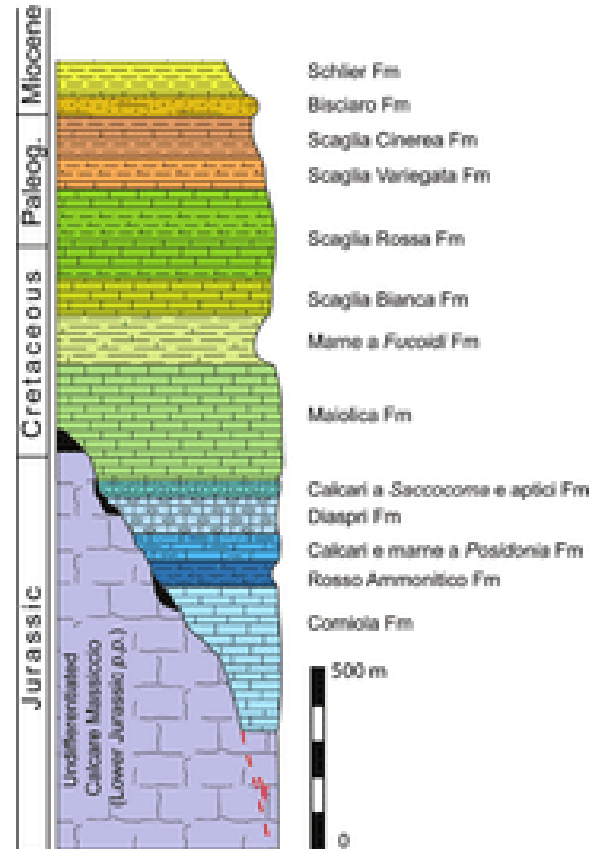 Miocene
Paleog.
Cretaceous
Jurassic
Schlier Fm
Bisciaro Fm
Scaglia Cinerea Fm
Scaglia Variegata Fm
Scaglia Rossa Fm
Scaglia Bianca Fm
Marne a Fucoidi Fm
Maiolica Fm
Calcari a Saccocoma e aptici Fm
Diaspri Fm
Calcari e marne a Posidonia Fm
Rosso Ammonitico Fm
Corniola Fm
Undifferentiated
Calcare Massiccio
(Lower Jurassic p.p.)
500 m
0